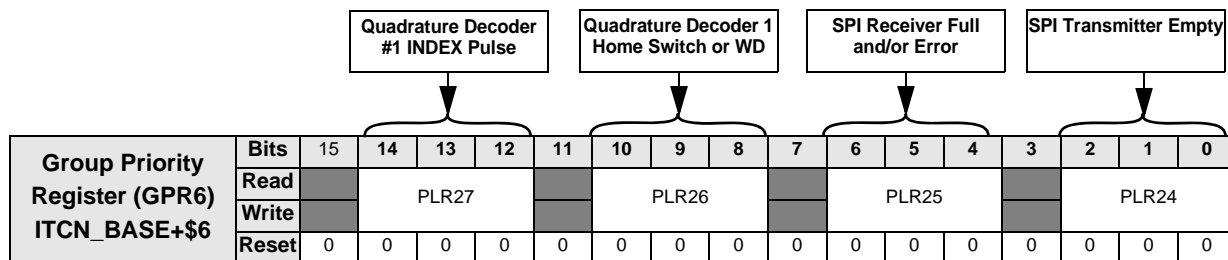 Quadrature Decoder
#1 INDEX Pulse
Quadrature Decoder 1
Home Switch or WD
SPI Receiver Full
and/or Error
SPI Transmitter Empty
Group Priority
Register (GPR6)
ITCN_BASE+$6
Bits 15 14 13 12 11 10 9 8 7 6 5 4 3 2 1 0
Read
Write
PLR27 PLR26 PLR25 PLR24
Reset 0 0 0 0 0 0 0 0 0 0 0 0 0 0 0 0